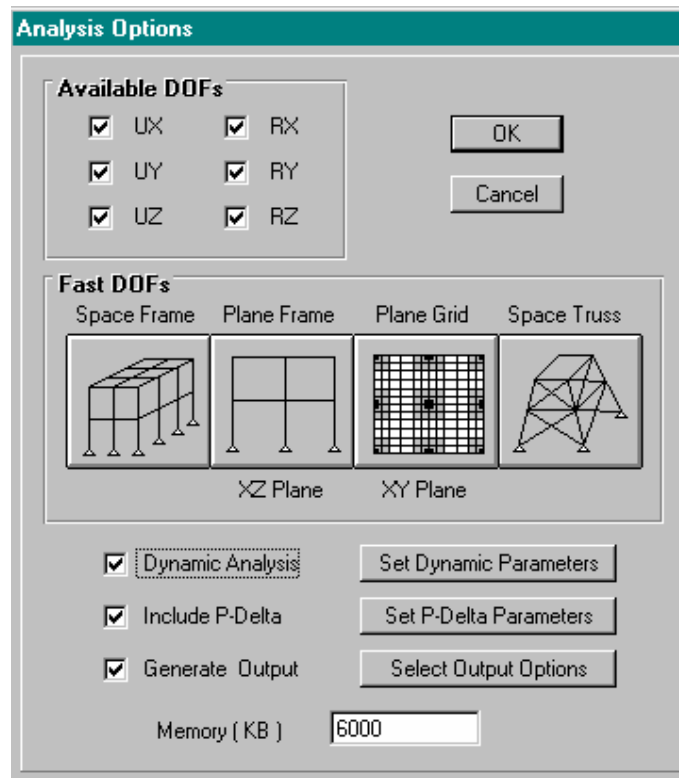 Analysis Options
Available DOFs
UX RX
UY RY
UZ RZ
OK
Cancel
Fast DOFs
Space Frame Plane Frame Plane Grid Space Truss
XZ Plane XY Plane
Dynamic Analysis Set Dynamic Parameters
Include P-Delta Set P-Delta Parameters
Generate Output Select Output Options
Memory ( KB ) 6000